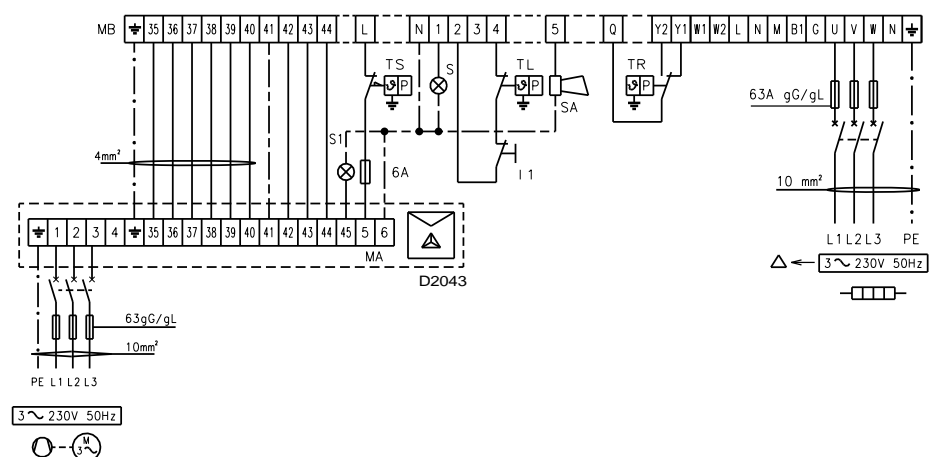 MB 35 36 37 38 39 40 41 42 43 44 L N 1 2 3 4 5 Q Y2 Y1 W1 W2 L N M B1 G U V W N
TS
ϑ P
S
TL
ϑ P
SA
TR
ϑ P
63A gG/gL
S1
6A
I1
4mm²
10 mm²
L1 L2 L3 PE
Δ 3~ 230V 50Hz
1 2 3 4 35 36 37 38 39 40 41 42 43 44 45 5 6
MA
D2043
63gG/gL
10mm²
PE L1 L2 L3
3~ 230V 50Hz
M
3~